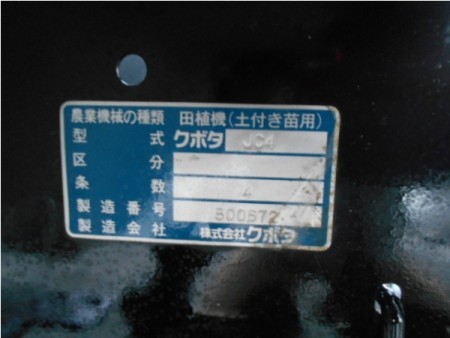 農業機械の種類 田植機(土付き苗用)
型式 クボタ JC4
区分
条数 4
製造番号 500672
製造会社 株式会社クボタ